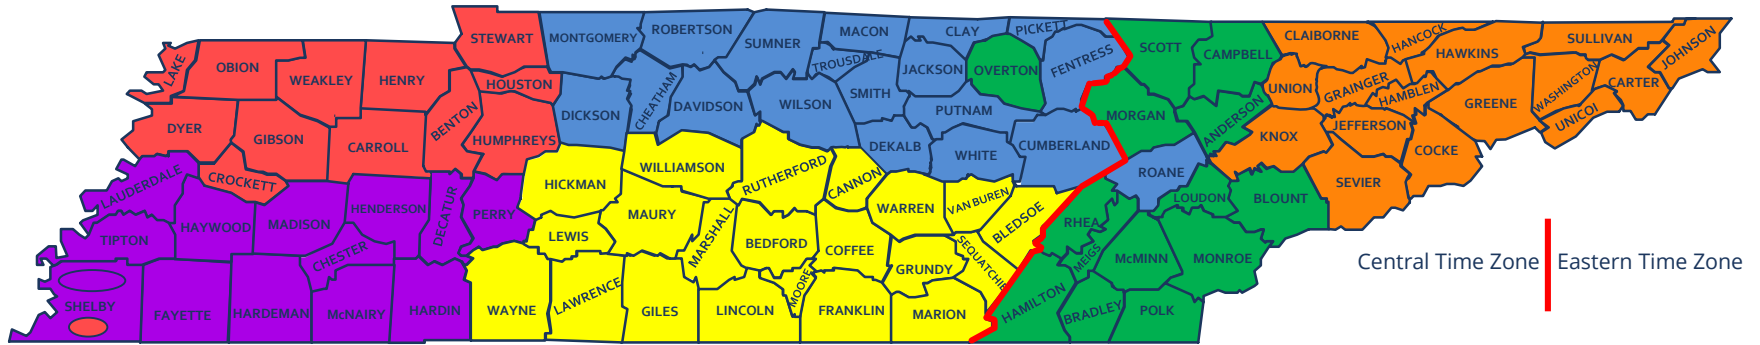 LAKE
OBION
WEAKLEY
HENRY
STEWART
HOUSTON
MONTGOMERY
ROBERTSON
SUMNER
MACON
TROUSDALE
CLAY
PICKETT
JACKSON
OVERTON
FENTRESS
SCOTT
CAMPBELL
CLAIBORNE
HANCOCK
HAWKINS
SULLIVAN
JOHNSON
DYER
GIBSON
CARROLL
BENTON
HUMPHREYS
DICKSON
CHEATHAM
DAVIDSON
WILSON
SMITH
PUTNAM
MORGAN
ANDERSON
UNION
GRAINGER
HAMBLEN
GREENE
WASHINGTON
CARTER
UNICOI
CROCKETT
LAUDERDALE
WILLIAMSON
RUTHERFORD
CANNON
DEKALB
WHITE
CUMBERLAND
ROANE
KNOX
JEFFERSON
COCKE
SEVIER
TIPTON
HAYWOOD
MADISON
HENDERSON
DECATUR
PERRY
HICKMAN
LEWIS
MAURY
MARSHALL
BEDFORD
COFFEE
WARREN
VAN BUREN
BLEDSOE
RHEA
LOUDON
BLOUNT
CHESTER
GRUNDY
SEQUATCHIE
MEIGS
McMINN
MONROE
Central Time Zone
Eastern Time Zone
SHELBY
FAYETTE
HARDEMAN
McNAIRY
HARDIN
WAYNE
LAWRENCE
GILES
LINCOLN
MOORE
FRANKLIN
MARION
HAMILTON
BRADLEY
POLK